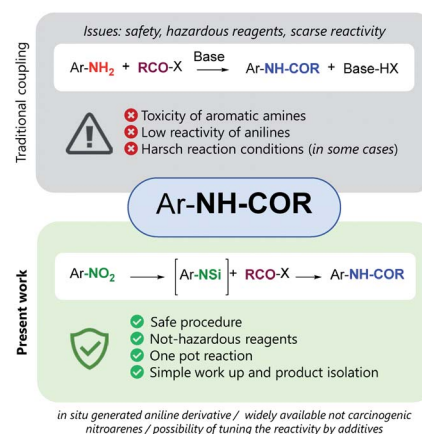 Issues: safety, hazardous reagents, scarse reactivity
Traditional coupling
Ar-NH₂ + RCO-X Base Ar-NH-COR + Base-HX
Toxicity of aromatic amines
Low reactivity of anilines
Harsh reaction conditions (in some cases)
Ar-NH-COR
Present work
Ar-NO₂ [Ar-NSi] + RCO-X Ar-NH-COR
Safe procedure
Not-hazardous reagents
One pot reaction
Simple work up and product isolation
in situ generated aniline derivative / widely available not carcinogenic
nitroarenes / possibility of tuning the reactivity by additives